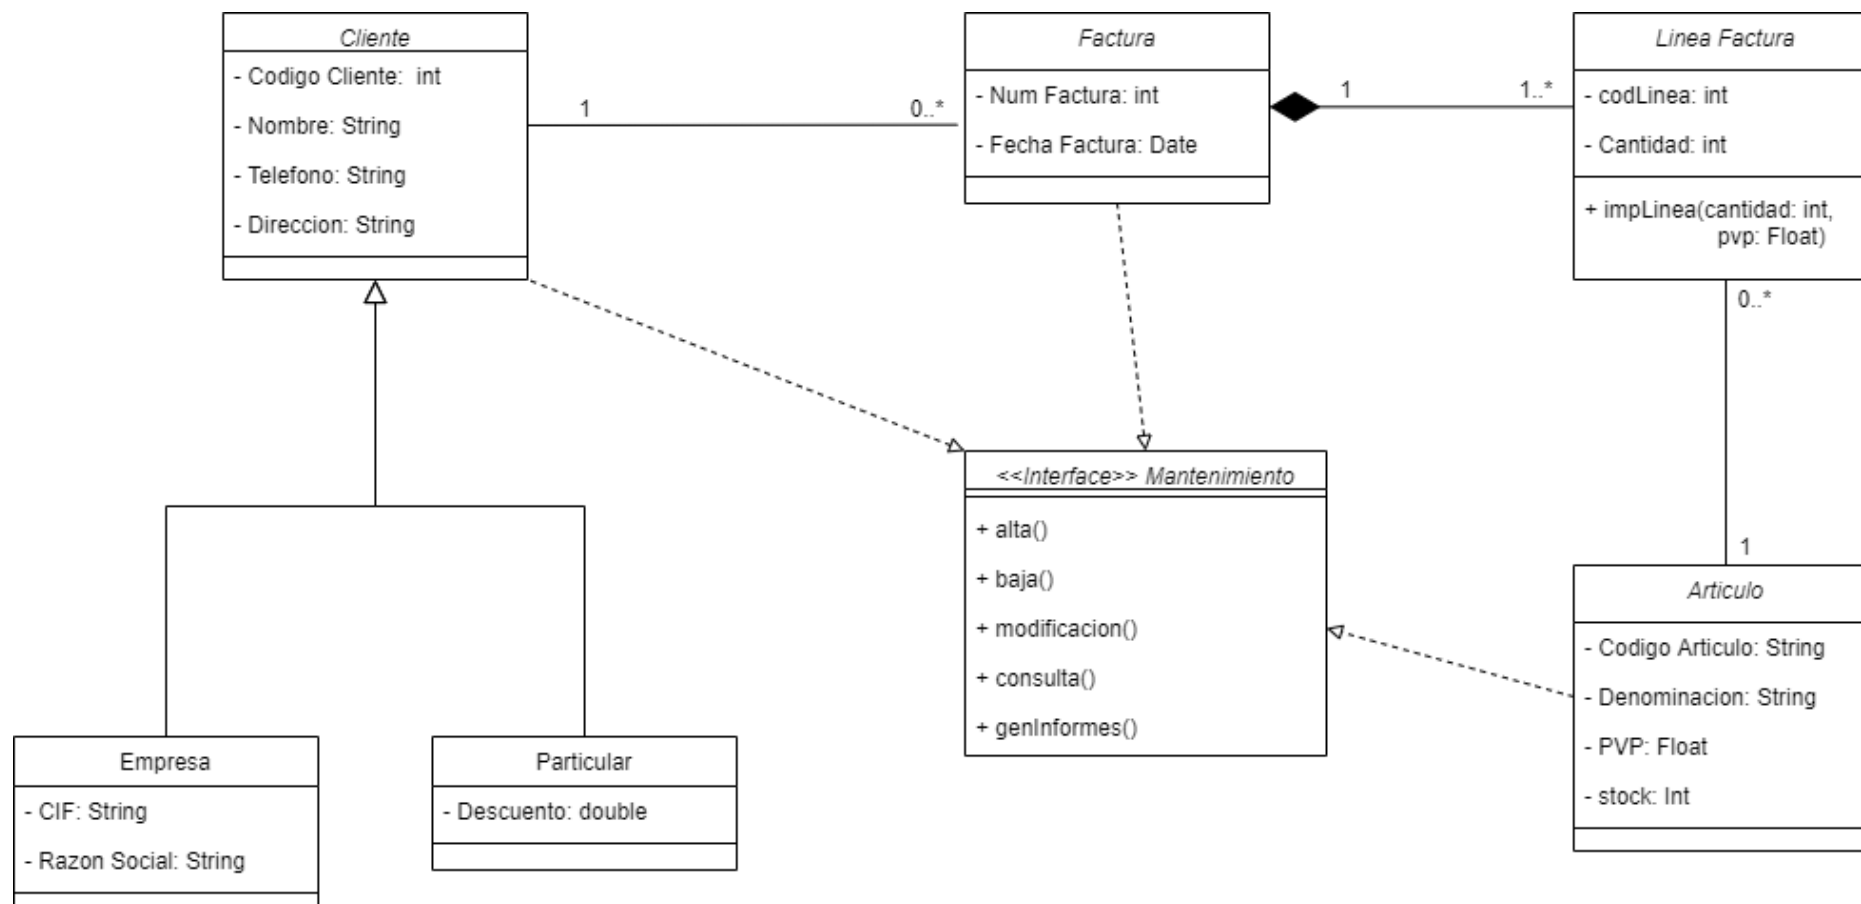 Cliente
- Codigo Cliente:  int
- Nombre: String
- Telefono: String
- Direccion: String
1
0..*
Factura
- Num Factura: int
- Fecha Factura: Date
1
1..*
Linea Factura
- codLinea: int
- Cantidad: int
+ impLinea(cantidad: int,
pvp: Float)
0..*
1
<<Interface>> Mantenimiento
+ alta()
+ baja()
+ modificacion()
+ consulta()
+ genInformes()
Articulo
- Codigo Articulo: String
- Denominacion: String
- PVP: Float
- stock: Int
Empresa
- CIF: String
- Razon Social: String
Particular
- Descuento: double